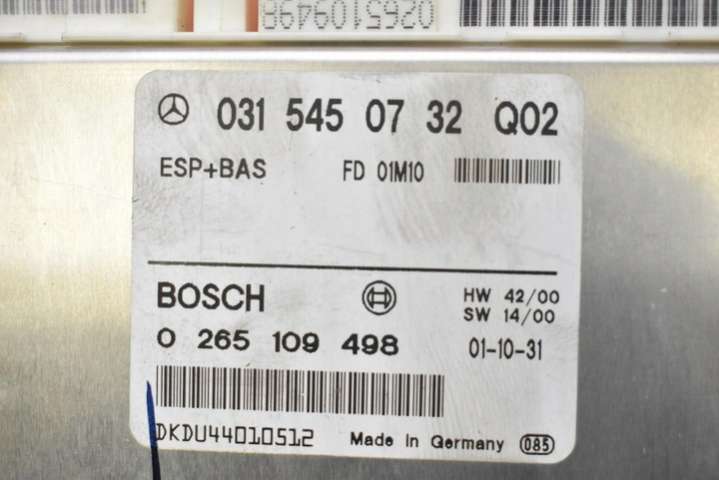 0265109498
031 545 07 32 Q02
ESP+BAS FD 01M10
BOSCH HW 42/00
SW 14/00
0 265 109 498 01-10-31
DKDU44010512 Made in Germany 085